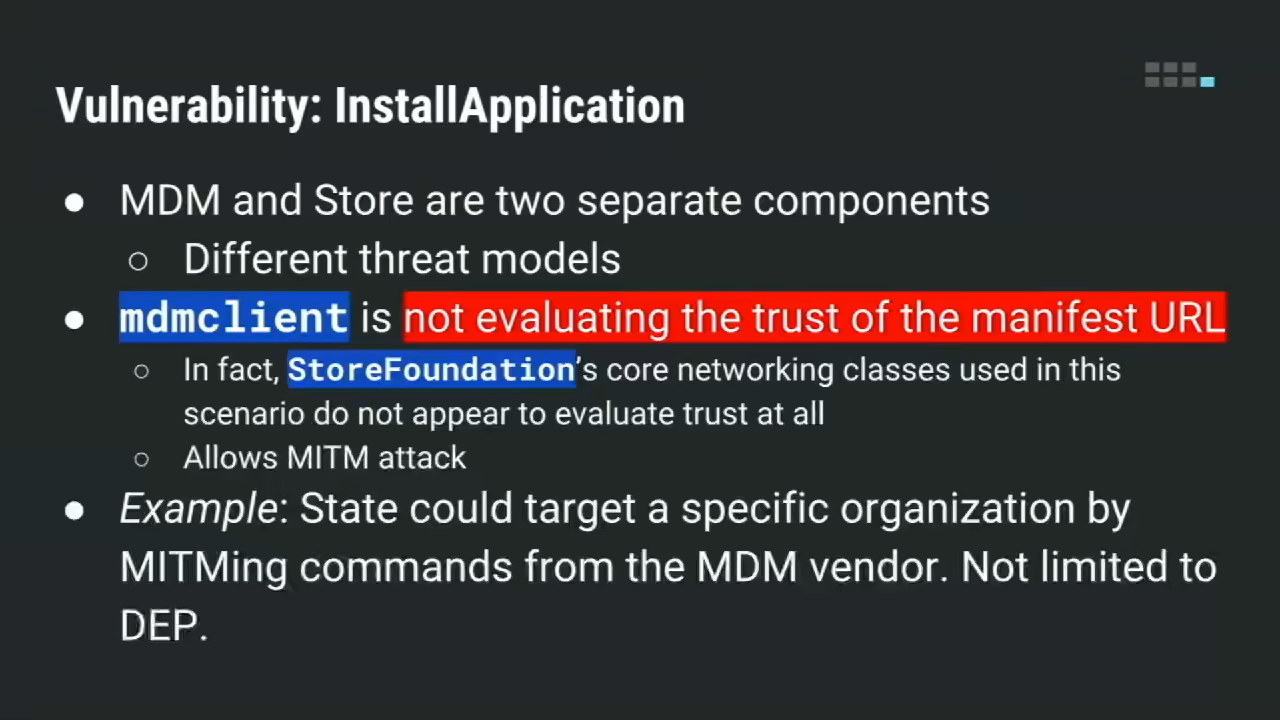 Vulnerability: InstallApplication
● MDM and Store are two separate components
○ Different threat models
● mdmclient is not evaluating the trust of the manifest URL
○ In fact, StoreFoundation's core networking classes used in this
scenario do not appear to evaluate trust at all
○ Allows MITM attack
● Example: State could target a specific organization by
MITMing commands from the MDM vendor. Not limited to
DEP.